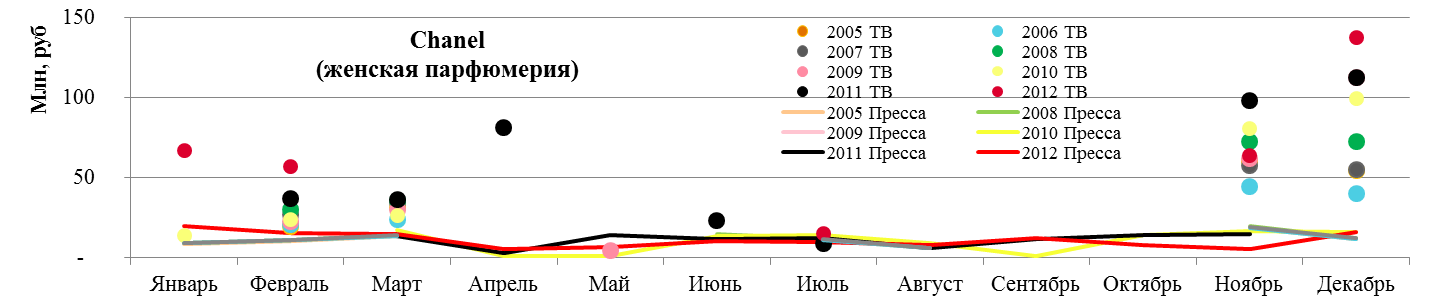 Chanel
(женская парфюмерия)
Млн, руб
150
100
50
-
2005 ТВ
2006 ТВ
2007 ТВ
2008 ТВ
2009 ТВ
2010 ТВ
2011 ТВ
2012 ТВ
2005 Пресса
2008 Пресса
2009 Пресса
2010 Пресса
2011 Пресса
2012 Пресса
Январь Февраль Март Апрель Май Июнь Июль Август Сентябрь Октябрь Ноябрь Декабрь